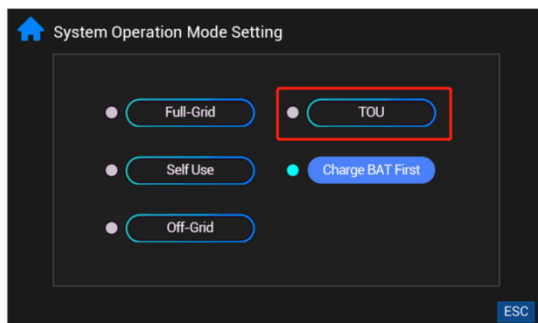 System Operation Mode Setting
Full-Grid
TOU
Self Use
Charge BAT First
Off-Grid
ESC